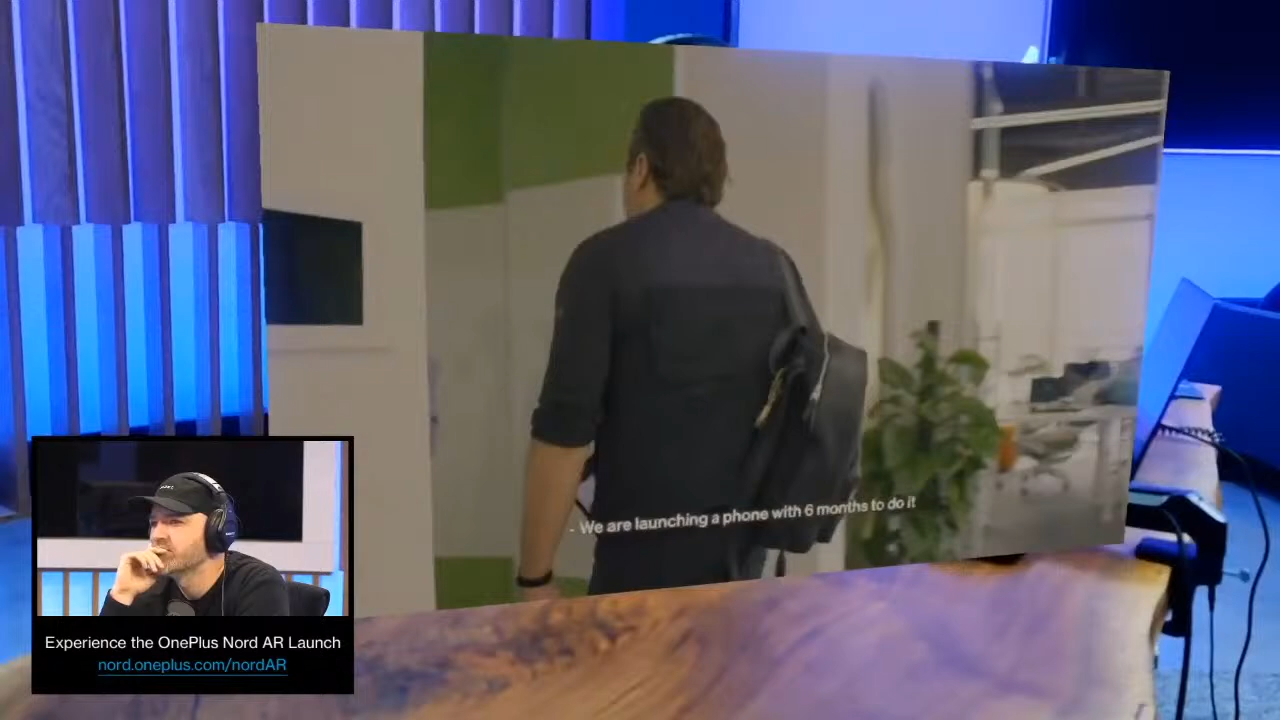 - We are launching a phone with 6 months to do it
Experience the OnePlus Nord AR Launch
nord.oneplus.com/nordAR